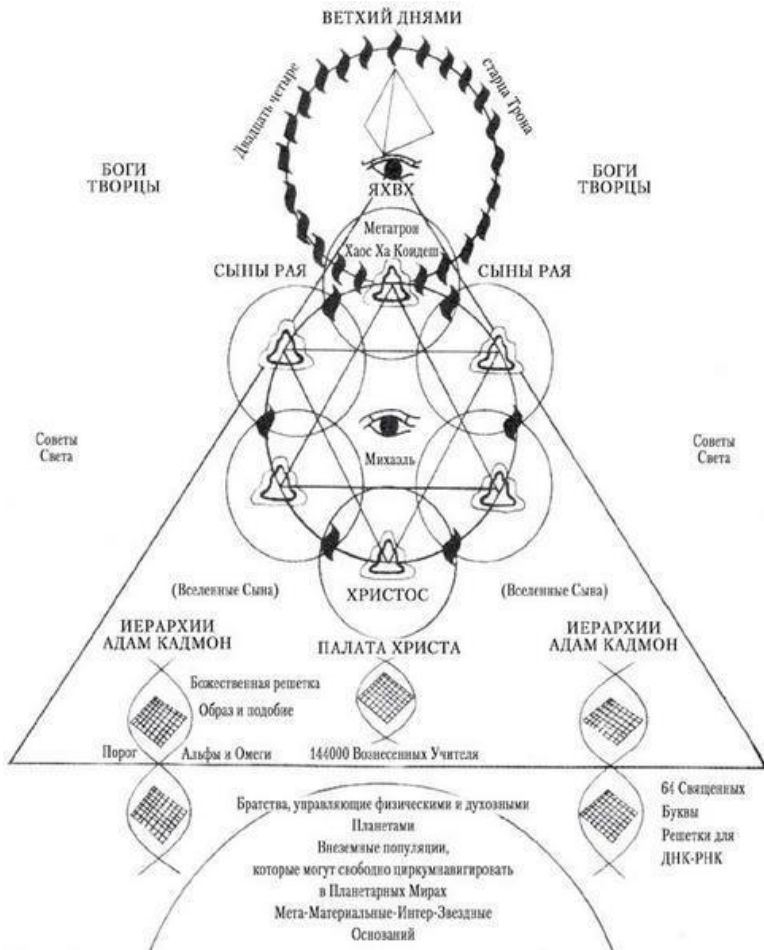 ВЕТХИЙ ДНЯМИ
Двадцать четыре
старца Трона
БОГИ
ТВОРЦЫ
БОГИ
ТВОРЦЫ
ЯХВХ
Метатрон
Хаос Ха Коидеш
СЫНЫ РАЯ
СЫНЫ РАЯ
Советы
Света
Советы
Света
Михаэль
(Вселенные Сына)
ХРИСТОС
(Вселенные Сына)
ИЕРАРХИИ
АДАМ КАДМОН
ПАЛАТА ХРИСТА
ИЕРАРХИИ
АДАМ КАДМОН
Божественная решетка
Образ и подобие
Порог
Альфы и Омеги
144000 Вознесенных Учителя
64 Священных
Буквы
Решетки для
ДНК-РНК
Братства, управляющие физическими и духовными
Планетами
Внеземные популяции,
которые могут свободно циркумнавигировать
в Планетарных Мирах
Мета-Материальные-Интер-Звездные
Оснований